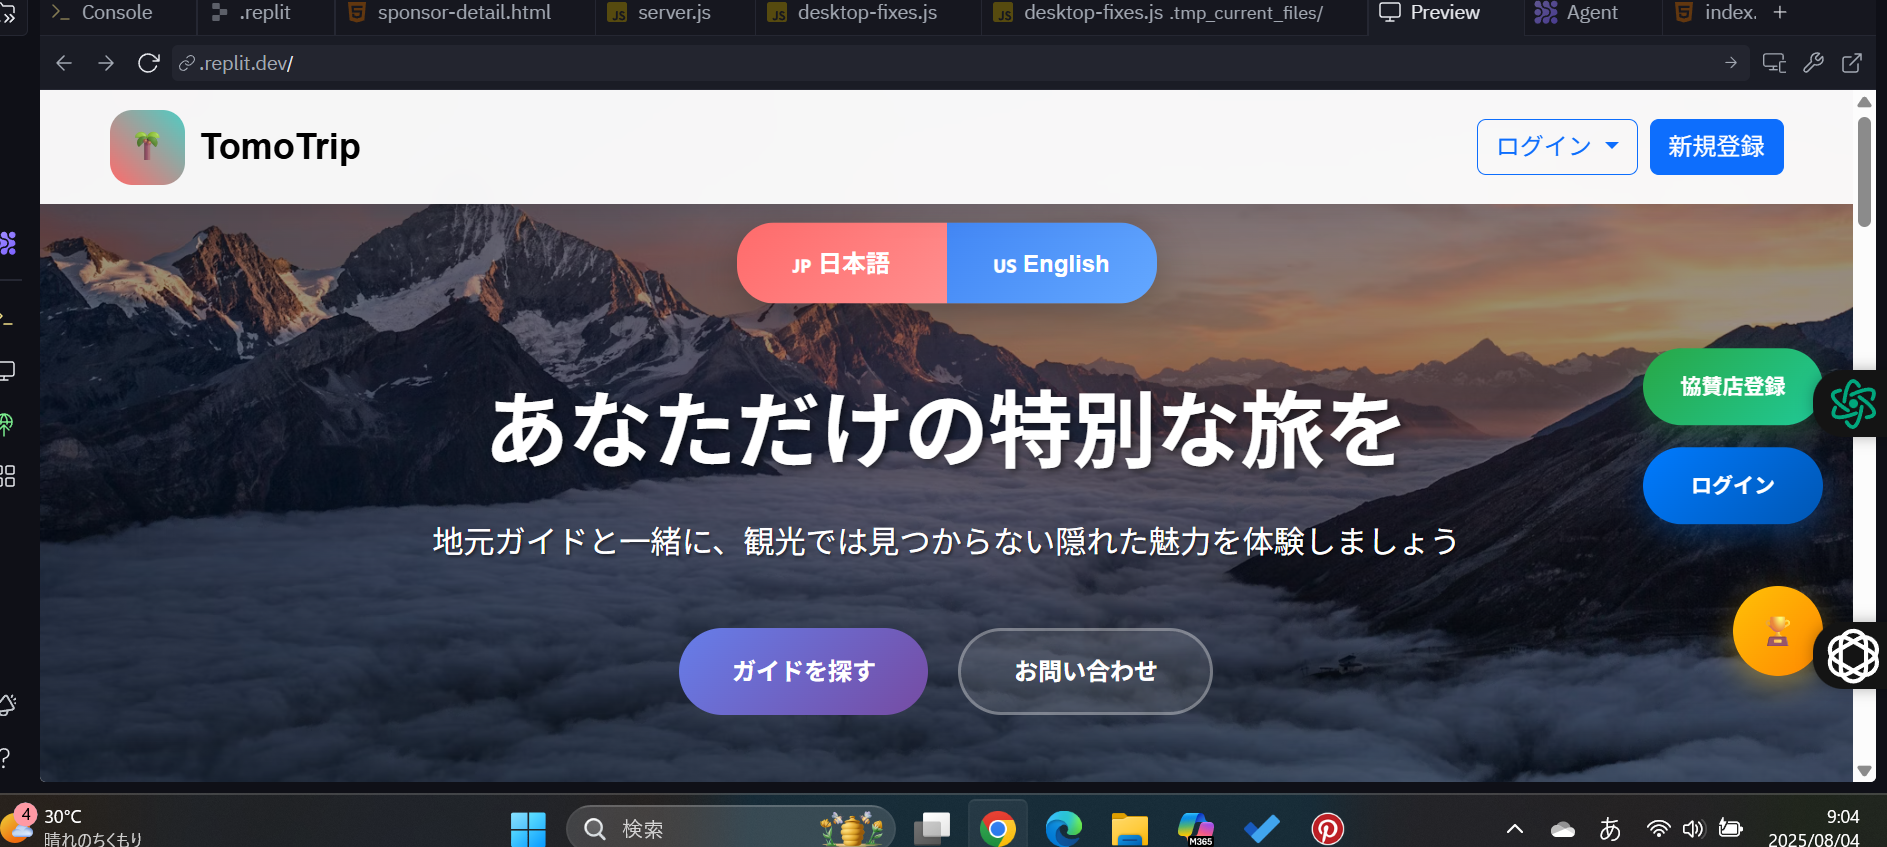 Console
.replit
sponsor-detail.html
JS server.js
JS desktop-fixes.js
JS desktop-fixes.js .tmp_current_files/
Preview
Agent
index.
.replit.dev/
TomoTrip
ログイン
新規登録
JP 日本語
US English
あなただけの特別な旅を
地元ガイドと一緒に、観光では見つからない隠れた魅力を体験しましょう
協賛店登録
ログイン
ガイドを探す
お問い合わせ
4
30°C
晴れのちくもり
検索
M365
あ
9:04
2025/08/04